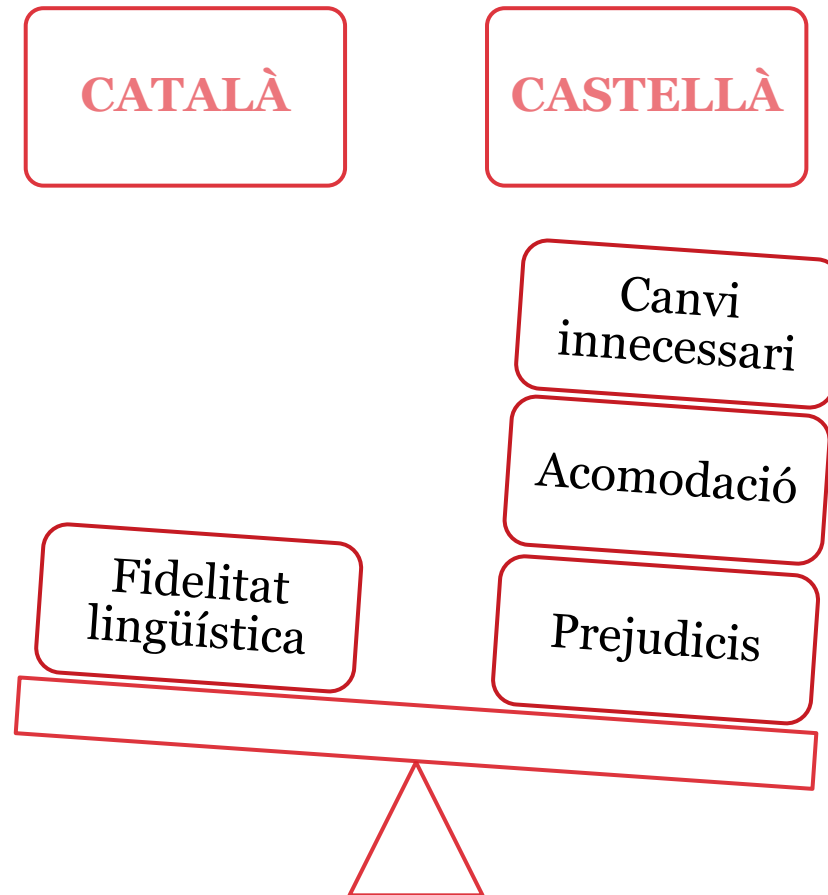 CATALÀ
CASTELLÀ
Canvi
innecessari
Acomodació
Prejudicis
Fidelitat
lingüística